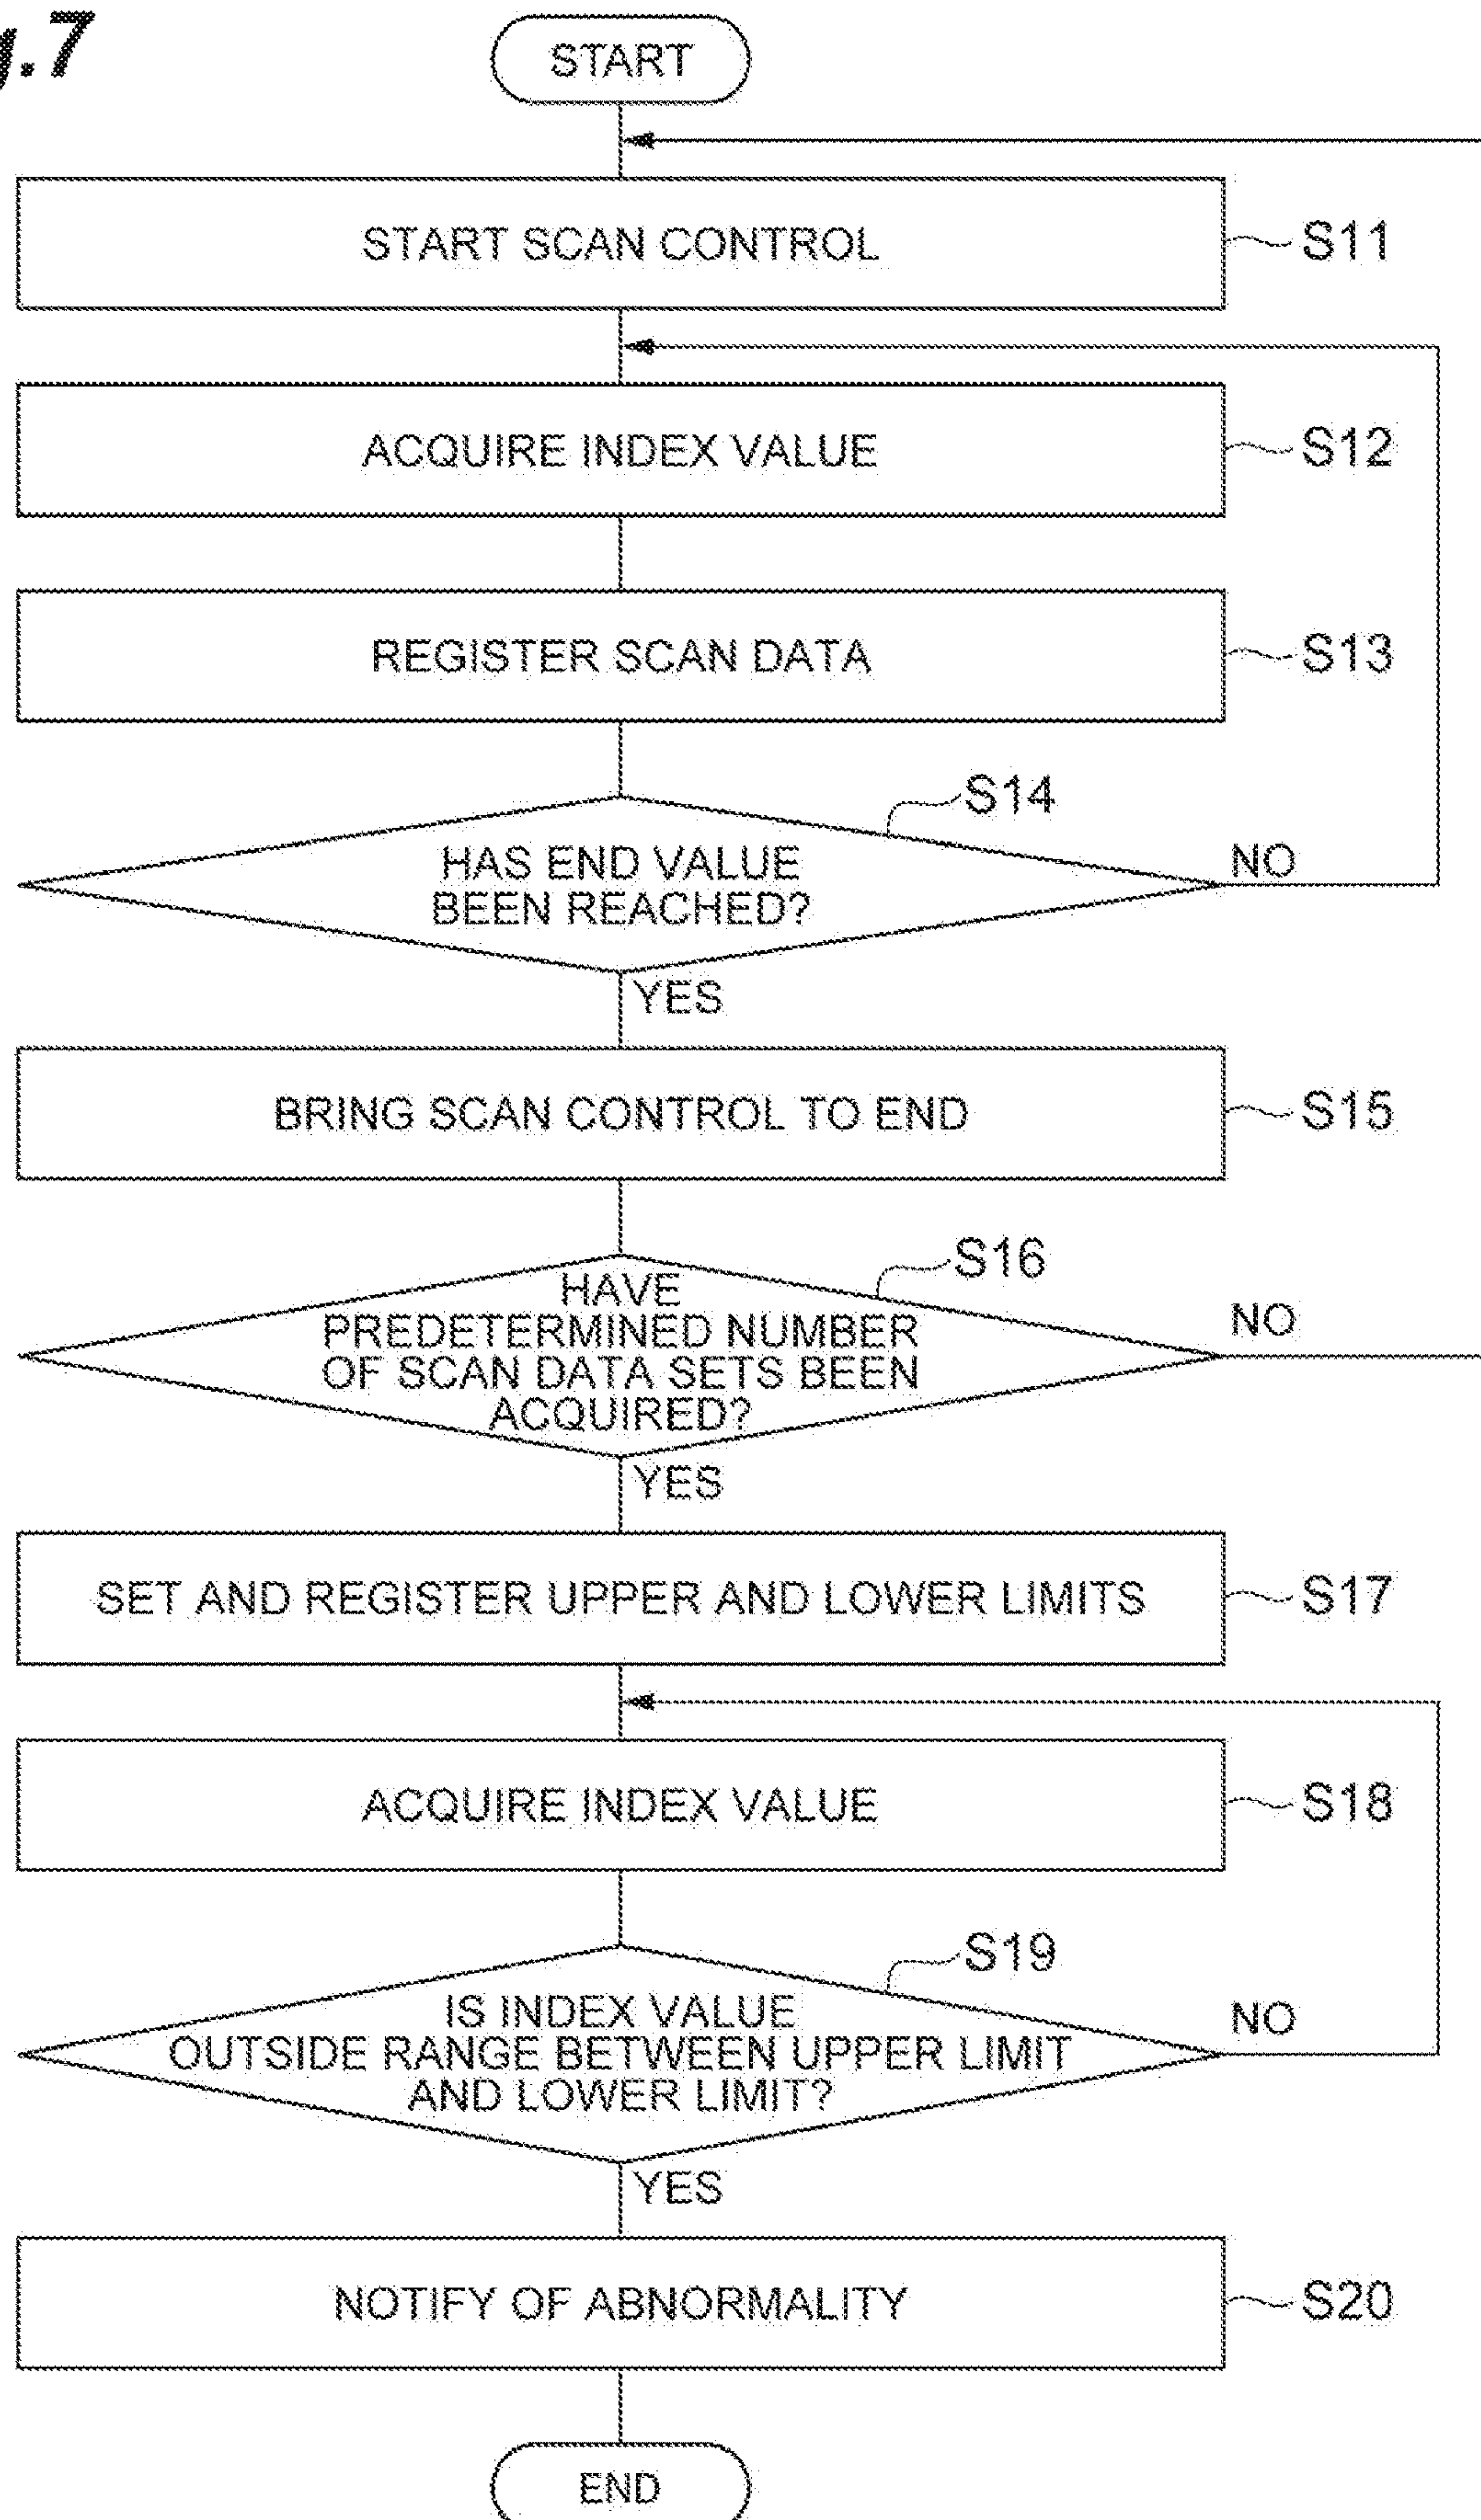 g.7
START
START SCAN CONTROL
S11
ACQUIRE INDEX VALUE
S12
REGISTER SCAN DATA
S13
S14
HAS END VALUE
BEEN REACHED?
NO
YES
BRING SCAN CONTROL TO END
S15
S16
HAVE
PREDETERMINED NUMBER
OF SCAN DATA SETS BEEN
ACQUIRED?
NO
YES
SET AND REGISTER UPPER AND LOWER LIMITS
S17
ACQUIRE INDEX VALUE
S18
S19
IS INDEX VALUE
OUTSIDE RANGE BETWEEN UPPER LIMIT
AND LOWER LIMIT?
NO
YES
NOTIFY OF ABNORMALITY
S20
END